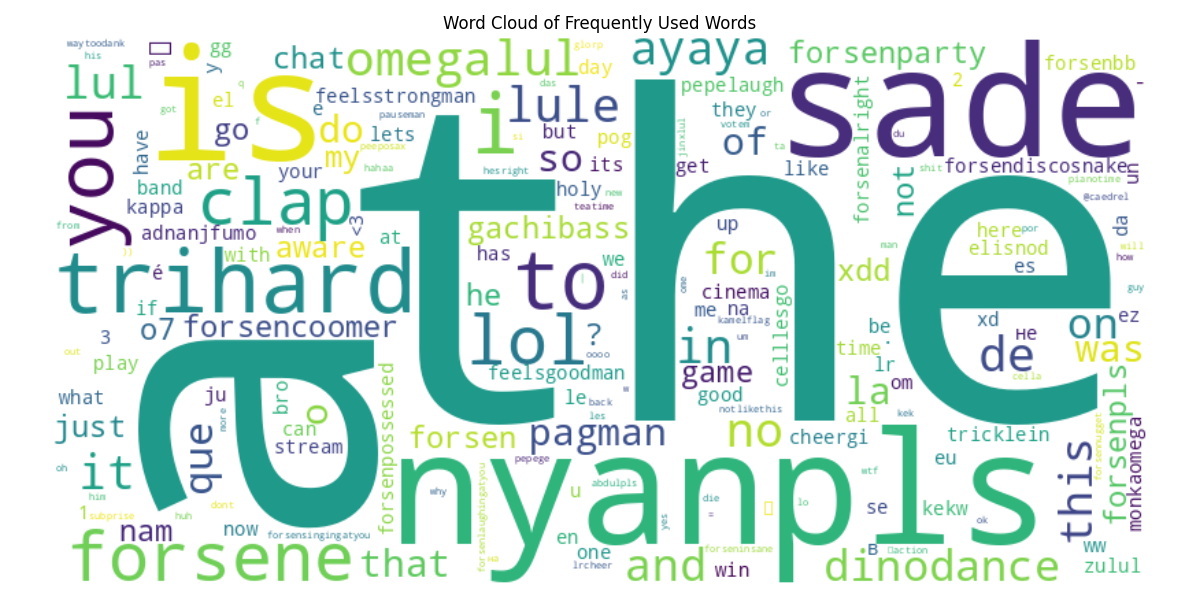 Word Cloud of Frequently Used Words
waytoodank
his
pas
gg
y
chat
omegalul
glorp
day
ayaya
forsenparty
forsenbb
lul
is
q
el
e
feelsstrongman
pauseman
das
i
lule
pepelaugh
they
or
votem
sade
2
-
you
got
f
go
do
lets
peeposax
but
pog
of
ta
du
have
are
my
your
hahaa
hesright
si
so
its
get
jinxlul
like
forsenalright
shit
forsendiscosnake
un
pianotime
band
kappa
clap
<3
the
holy
new
teatime
not
@caedrel
from
adnanjfumo
when
aware
at
gachibass
up
here
por
da
trihard
é
with
has
to
we
did
for
im
man
elisnod
will
how
if
he
as
ome
cinema
xdd
es
guy
3
o7
forsencoomer
lol
?
oooo
me
na
kamelflag
um
in
celllesgo
be
.
xd
не
on
ez
out
play
a
feelsgoodman
game
time
lr
de
was
what
ju
bro
o
le
back
w
good
la
om
cella
just
que
more
can
stream
forsenpossessed
forsen
les
pagman
notlikethis
no
cheergi
all
kek
tricklein
forsenpls
forsennugget
oh
it
him
nyanpls
pepege
why
forsenlaughingatyou
u
abdulpls
die
=
lo
wtf
eu
this
monkaomega
1
subprise
huh
dont
nam
now
forsensingingatyou
yes
se
kekw
ok
forsene
that
на
en
one
lrcheer
and
forseninsane
win
B
action
dinodance
ww
zulul